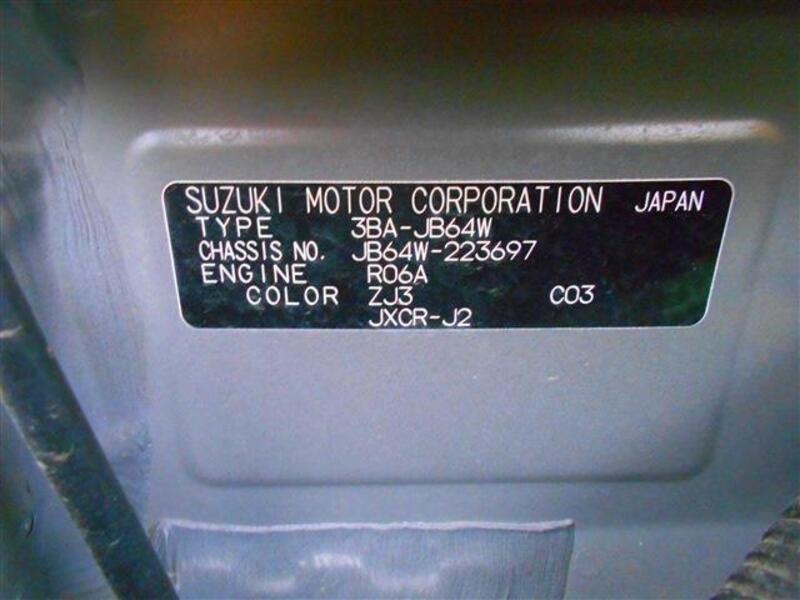 SUZUKI MOTOR CORPORATION JAPAN
TYPE 3BA-JB64W
CHASSIS NO. JB64W-223697
ENGINE R06A
COLOR ZJ3 C03
JXCR-J2